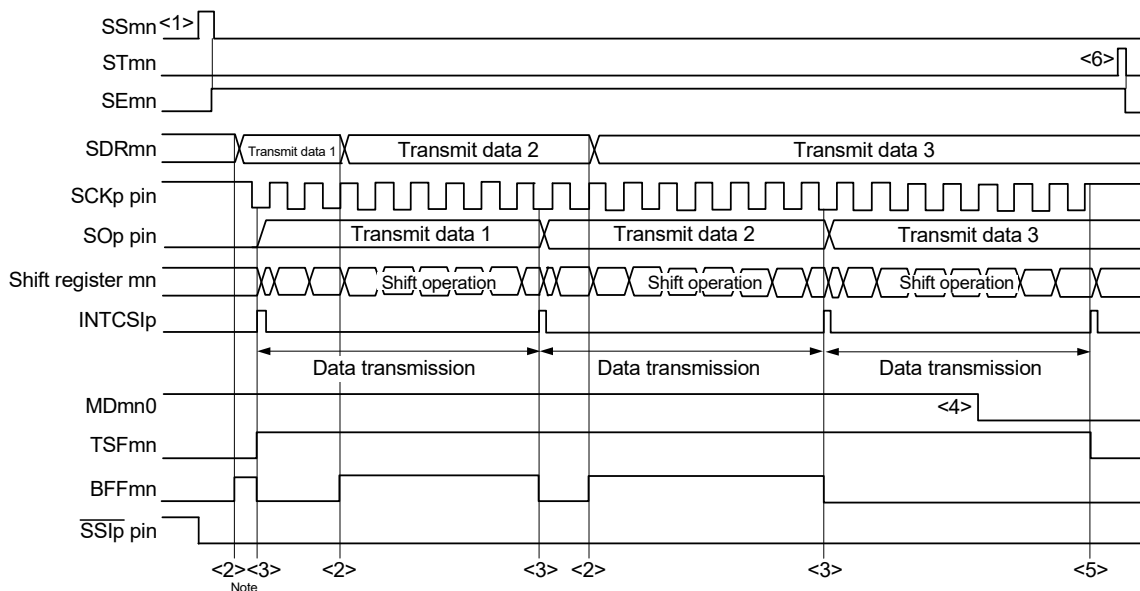 SSmn <1>
STmn <6>
SEmn
SDRmn Transmit data 1 Transmit data 2 Transmit data 3
SCKp pin
SOp pin Transmit data 1 Transmit data 2 Transmit data 3
Shift register mn Shift operation Shift operation Shift operation
INTCSIp
Data transmission Data transmission Data transmission
MDmn0 <4>
TSFmn
BFFmn
SSIp pin
<2> <3> <2> <3> <2> <3> <5>
Note